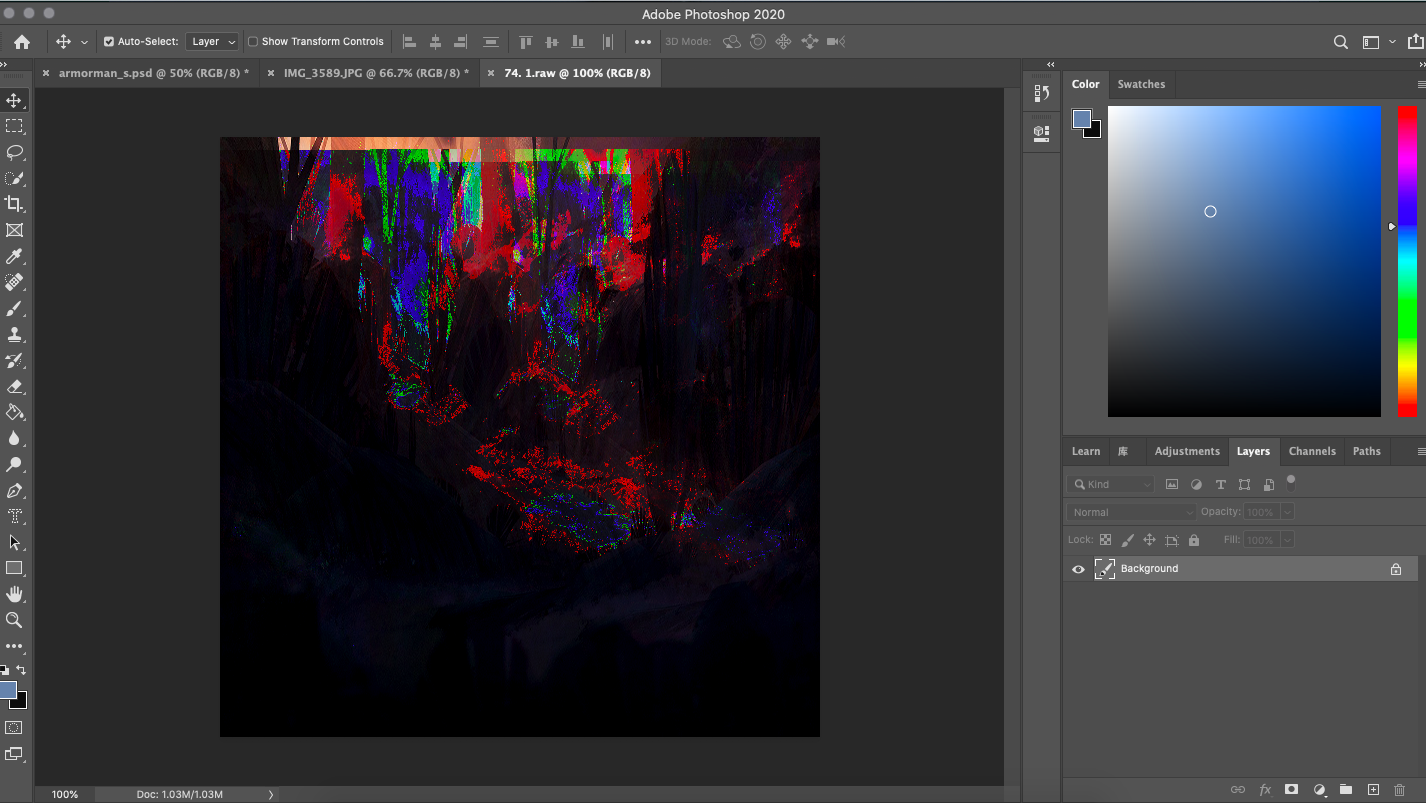 Adobe Photoshop 2020
Auto-Select: Layer Show Transform Controls 3D Mode:
armorman_s.psd @ 50% (RGB/8) * IMG_3589.JPG @ 66.7% (RGB/8) * 74. 1.raw @ 100% (RGB/8)
Color Swatches
Learn 库 Adjustments Layers Channels Paths
Kind
Normal Opacity: 100%
Lock: Fill: 100%
Background
100% Doc: 1.03M/1.03M
fx